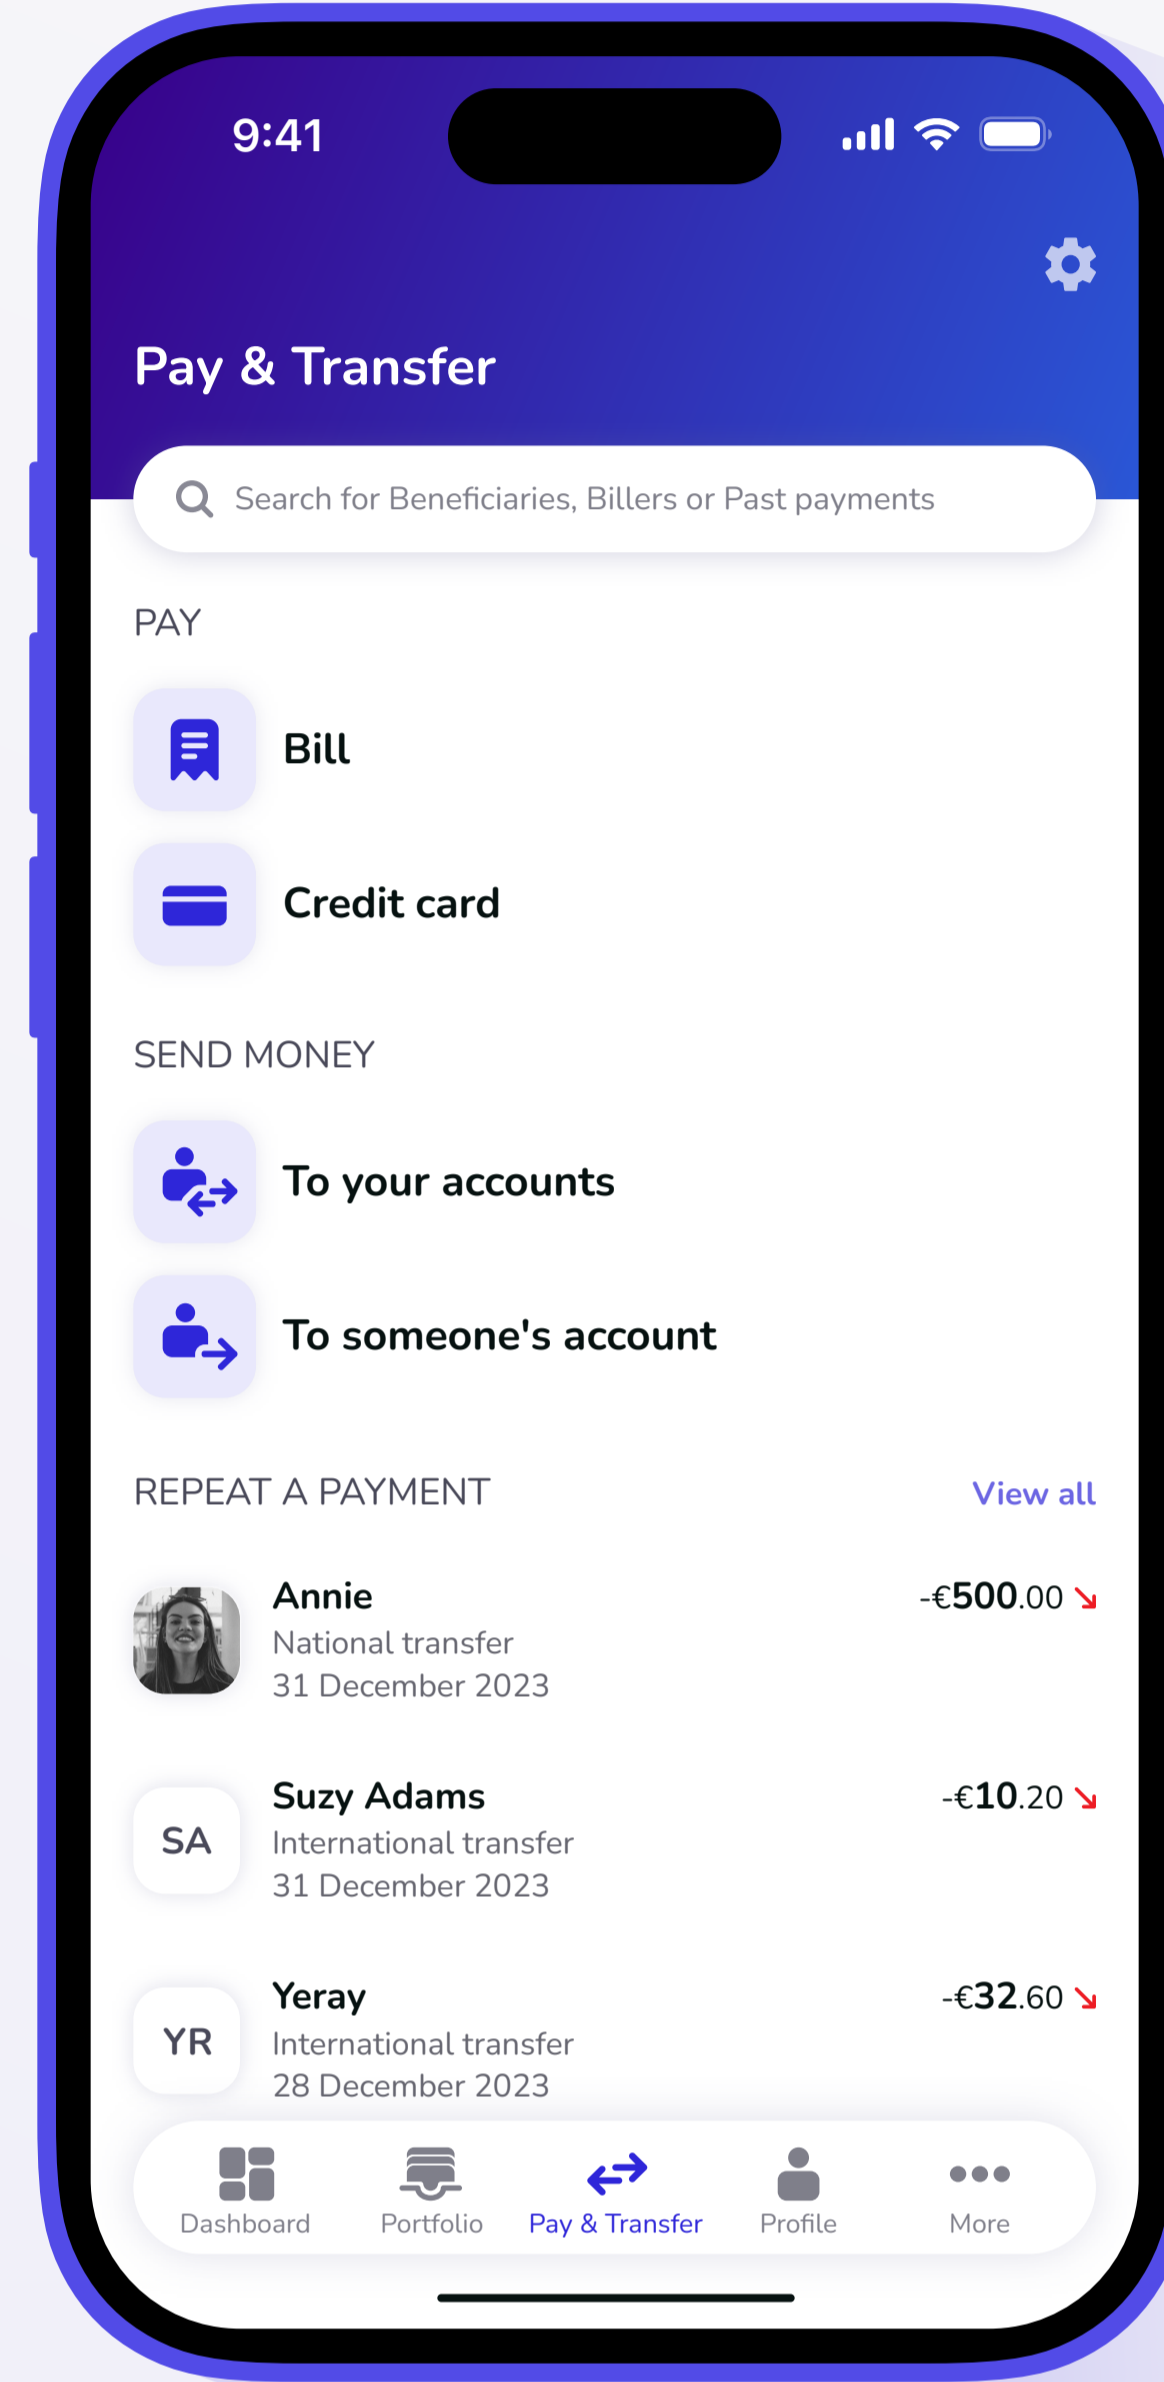 9:41
Pay & Transfer
Search for Beneficiaries, Billers or Past payments
PAY
Bill
Credit card
SEND MONEY
To your accounts
To someone's account
REPEAT A PAYMENT View all
Annie -€500.00
National transfer
31 December 2023
SA
Suzy Adams -€10.20
International transfer
31 December 2023
YR
Yeray -€32.60
International transfer
28 December 2023
Dashboard Portfolio Pay & Transfer Profile More